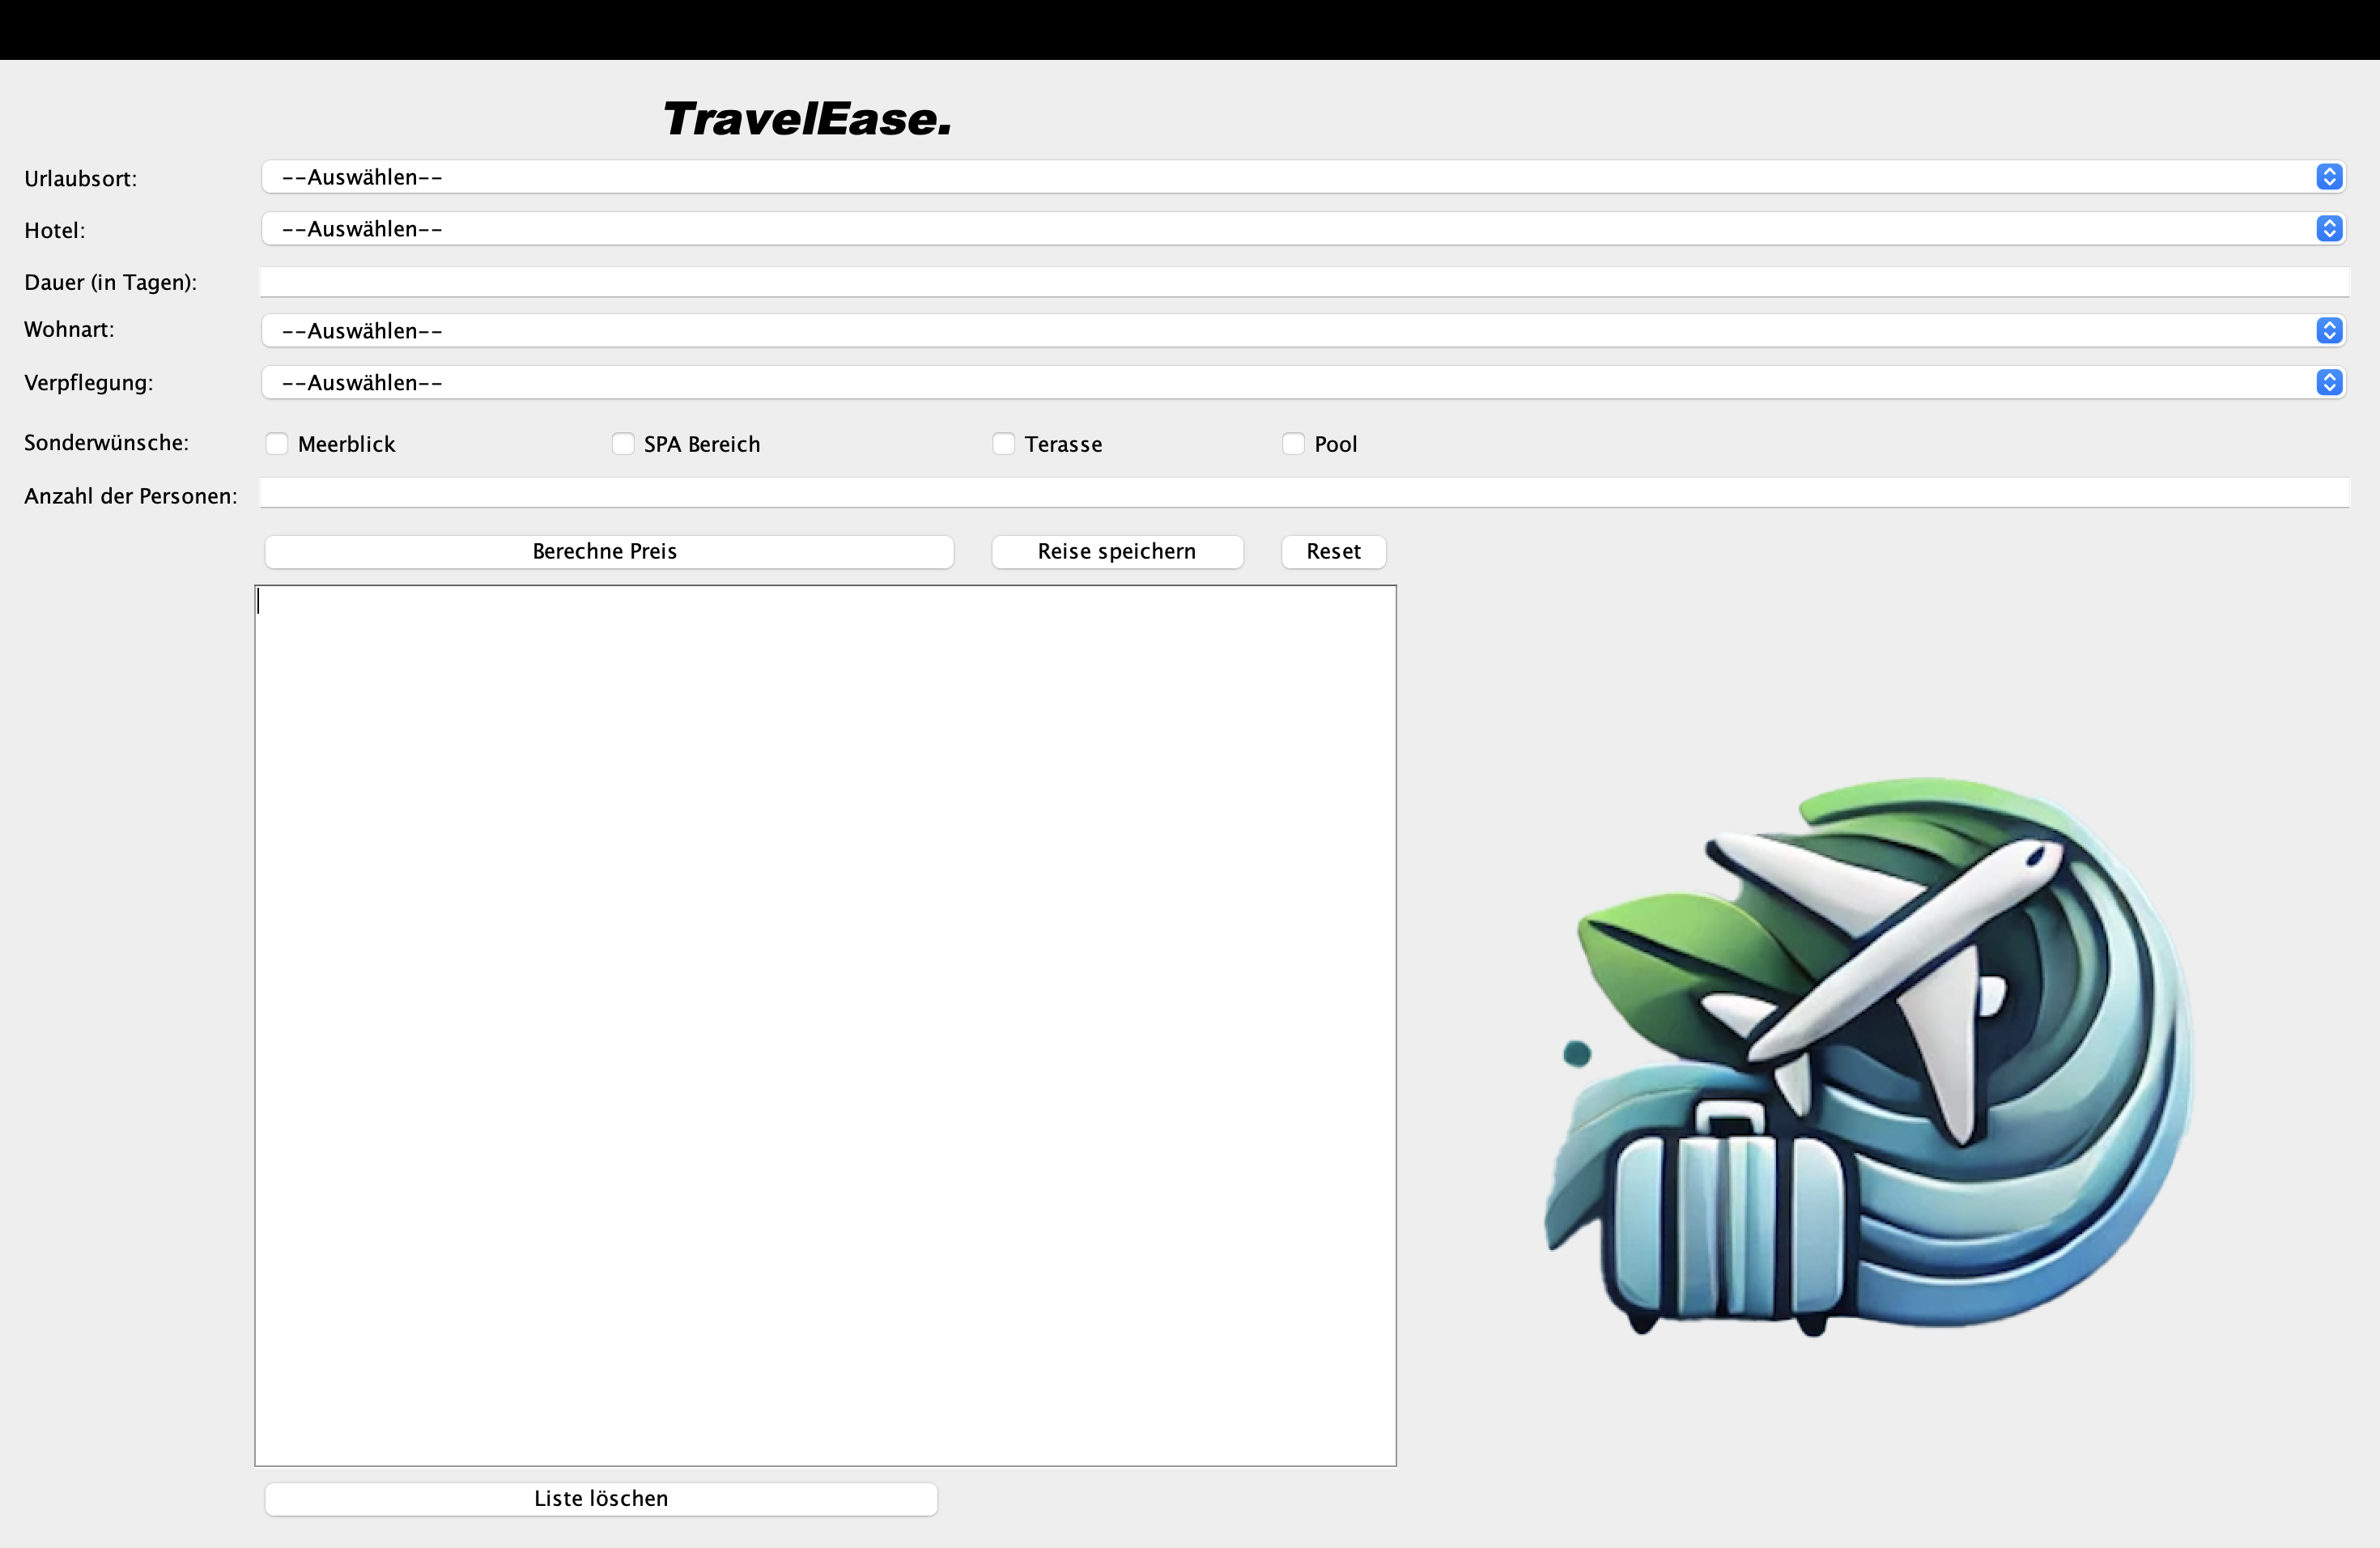 TravelEase.
Urlaubsort: --Auswählen--
Hotel: --Auswählen--
Dauer (in Tagen):
Wohnart: --Auswählen--
Verpflegung: --Auswählen--
Sonderwünsche: Meerblick SPA Bereich Terasse Pool
Anzahl der Personen:
Berechne Preis Reise speichern Reset
Liste löschen